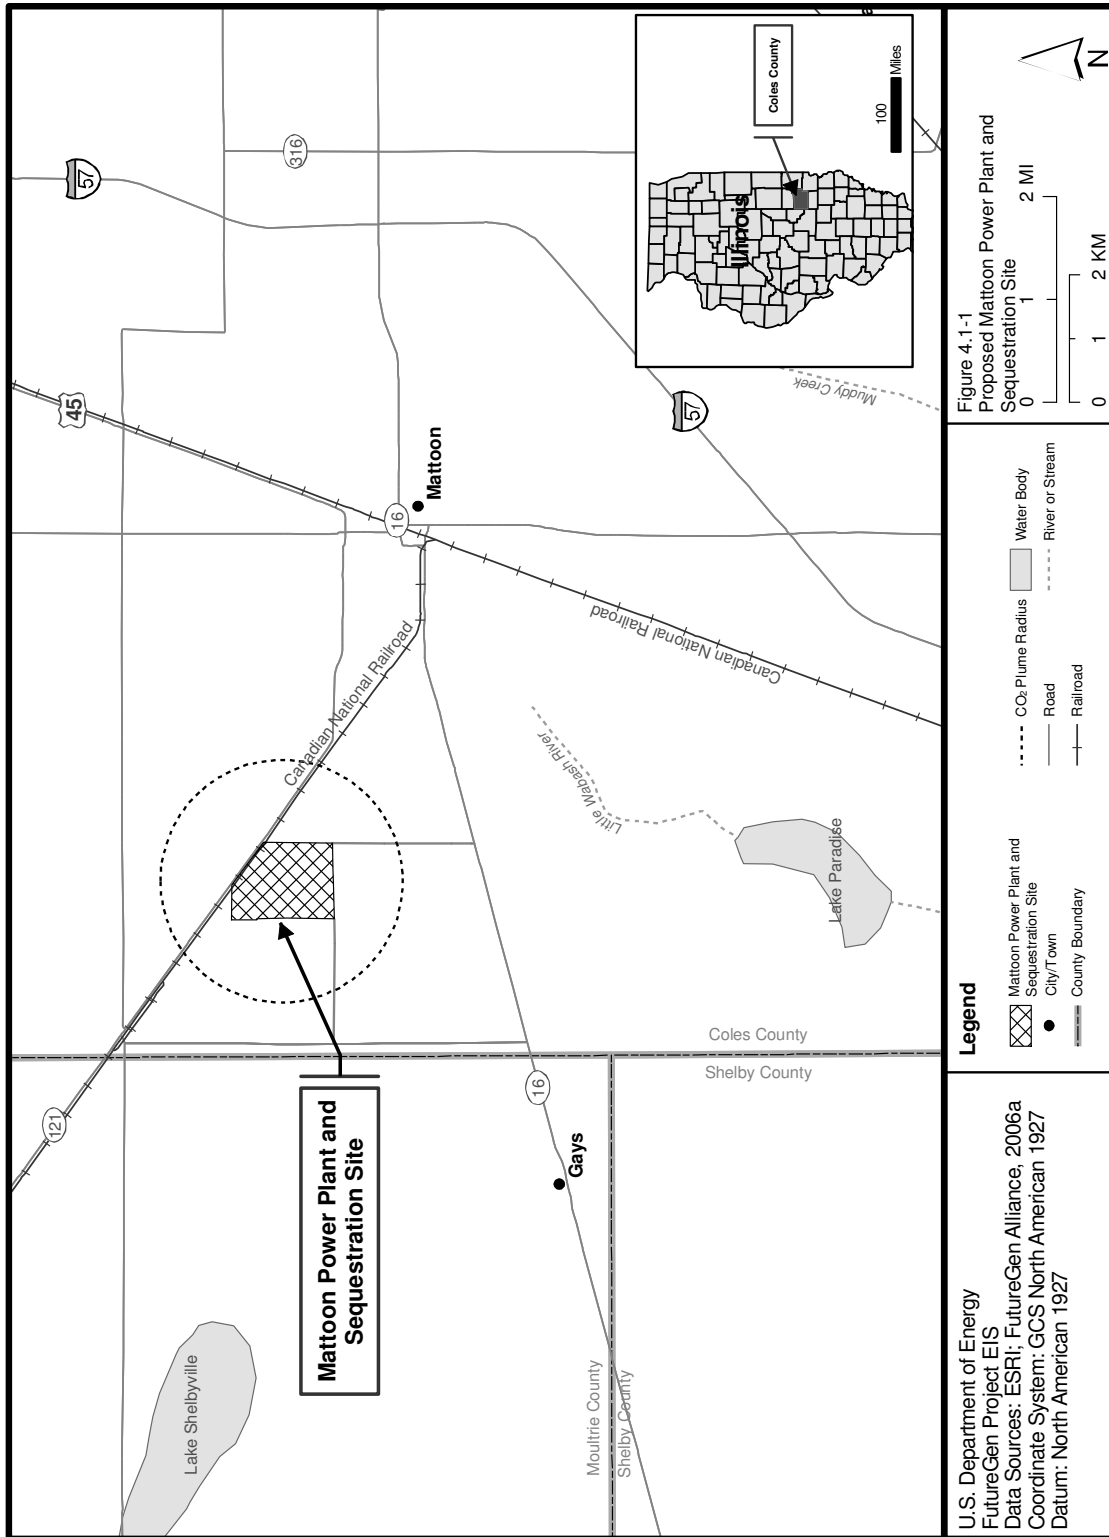 121
45
57
316
Lake Shelbyville
Canadian National Railroad
16
Mattoon
Mattoon Power Plant and
Sequestration Site
16
Gays
Little Wabash River
Canadian National Railroad
57
Muddy Creek
Lake Paradise
Coles County
Shelby County
Moultrie County
Shelby County
Illinois
Coles County
100
Miles
U.S. Department of Energy
FutureGen Project EIS
Data Sources: ESRI; FutureGen Alliance, 2006a
Coordinate System: GCS North American 1927
Datum: North American 1927
Legend
Mattoon Power Plant and
Sequestration Site
City/Town
County Boundary
CO2 Plume Radius
Road
Railroad
Water Body
River or Stream
Figure 4.1-1
Proposed Mattoon Power Plant and
Sequestration Site
0 1 2 MI
0 1 2 KM
N